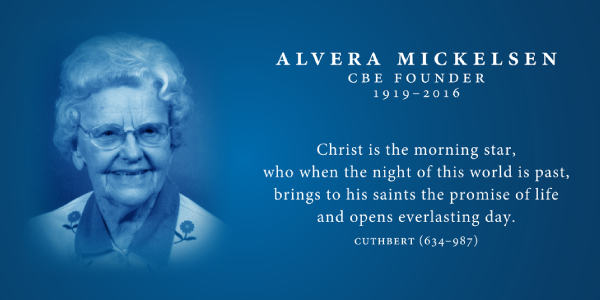 ALVERA MICKELSEN
CBE FOUNDER
1919–2016
Christ is the morning star,
who when the night of this world is past,
brings to his saints the promise of life
and opens everlasting day.
CUTHBERT (634–987)